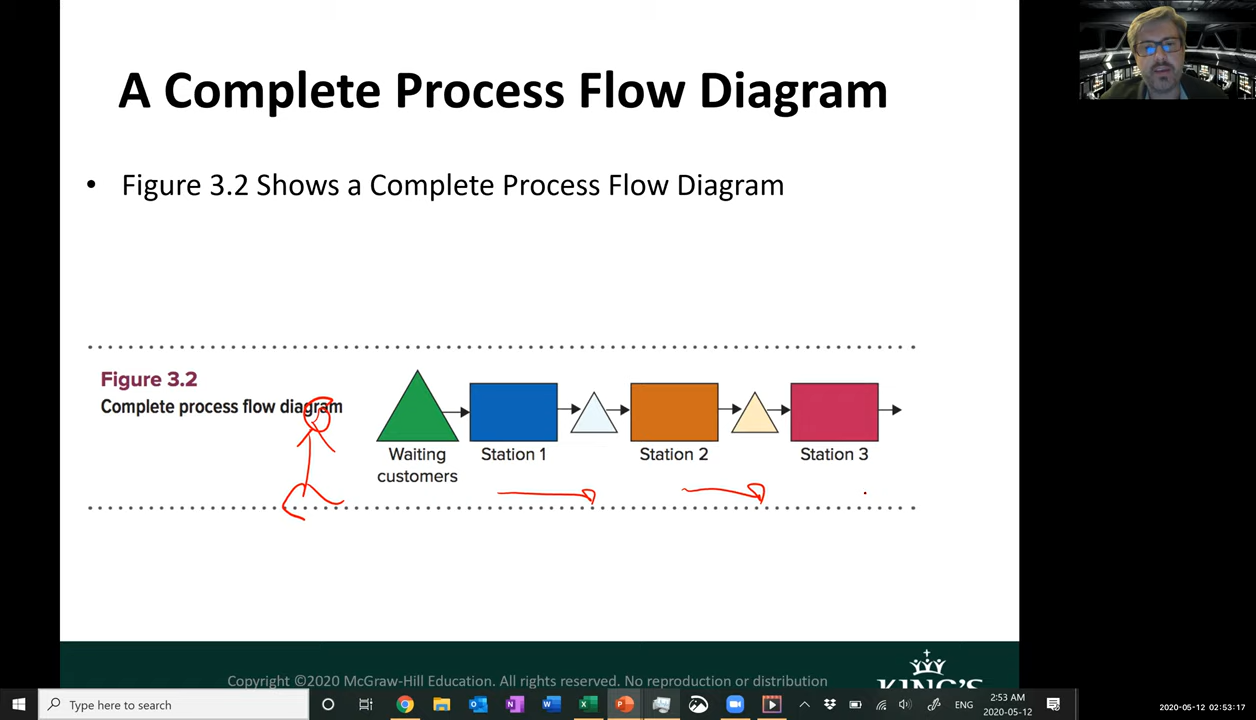 A Complete Process Flow Diagram
• Figure 3.2 Shows a Complete Process Flow Diagram
Figure 3.2
Complete process flow diagram
Waiting
customers
Station 1
Station 2
Station 3
Copyright ©2020 McGraw-Hill Education. All rights reserved. No reproduction or distribution
KING'S
Type here to search
ENG
2:53 AM
2020-05-12
2020-05-12 02:53:17